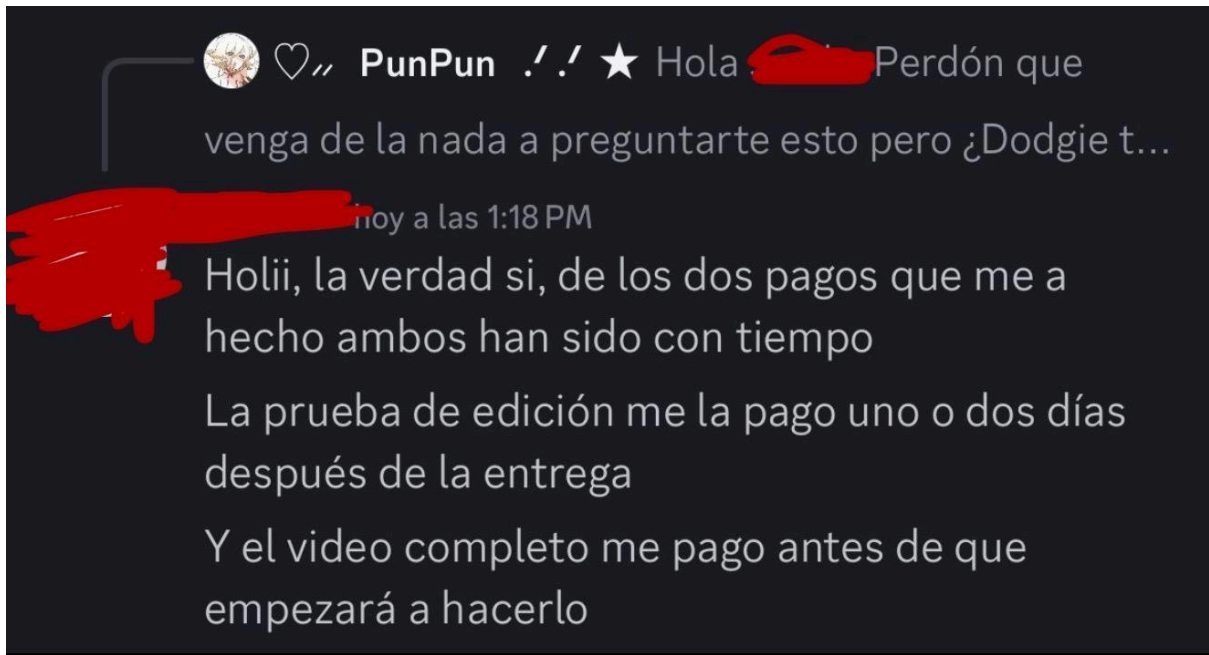 ♡,, PunPun .ᐟ.ᐟ ★ Hola Perdón que
venga de la nada a preguntarte esto pero ¿Dodgie t...
hoy a las 1:18 PM
Holii, la verdad si, de los dos pagos que me a
hecho ambos han sido con tiempo
La prueba de edición me la pago uno o dos días
después de la entrega
Y el video completo me pago antes de que
empezará a hacerlo